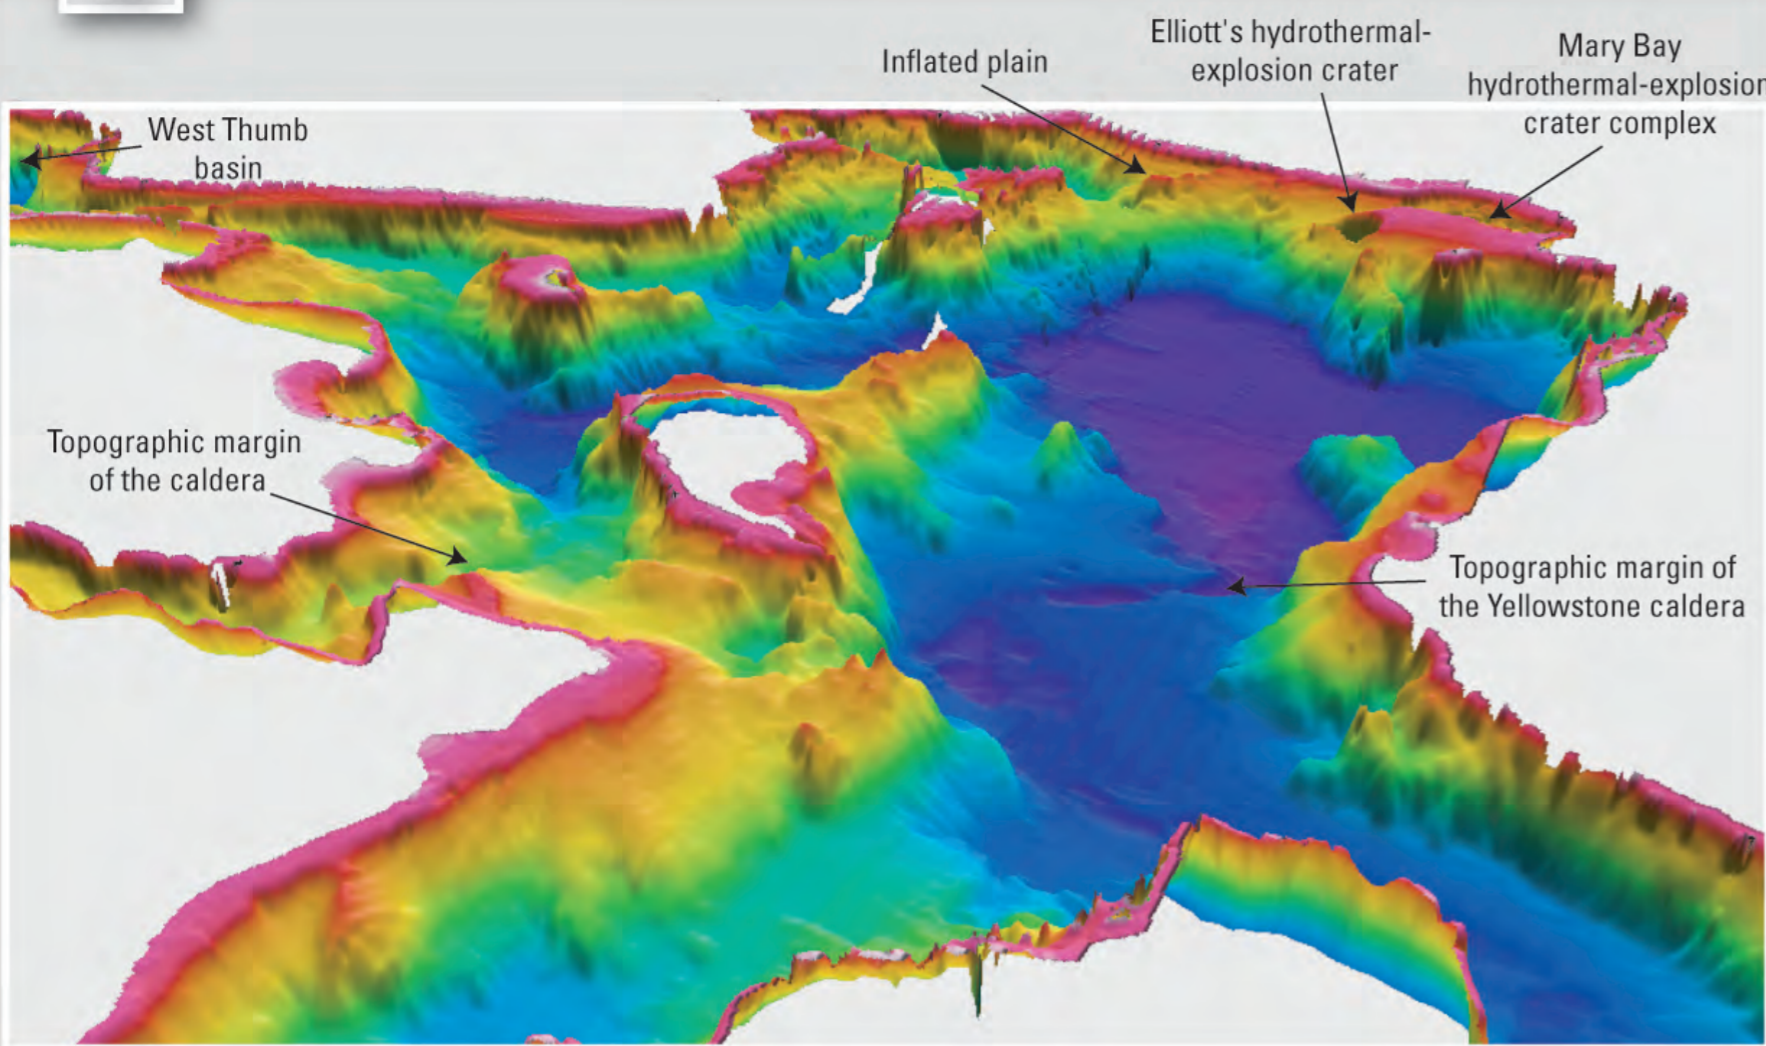 Elliott's hydrothermal-
explosion crater
Mary Bay
hydrothermal-explosion
crater complex
Inflated plain
West Thumb
basin
Topographic margin
of the caldera
Topographic margin of
the Yellowstone caldera